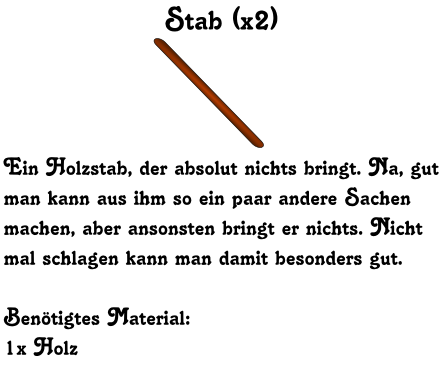 Stab (x2)
Ein Holzstab, der absolut nichts bringt. Na, gut
man kann aus ihm so ein paar andere Sachen
machen, aber ansonsten bringt er nichts. Nicht
mal schlagen kann man damit besonders gut.
Benötigtes Material:
1x Holz